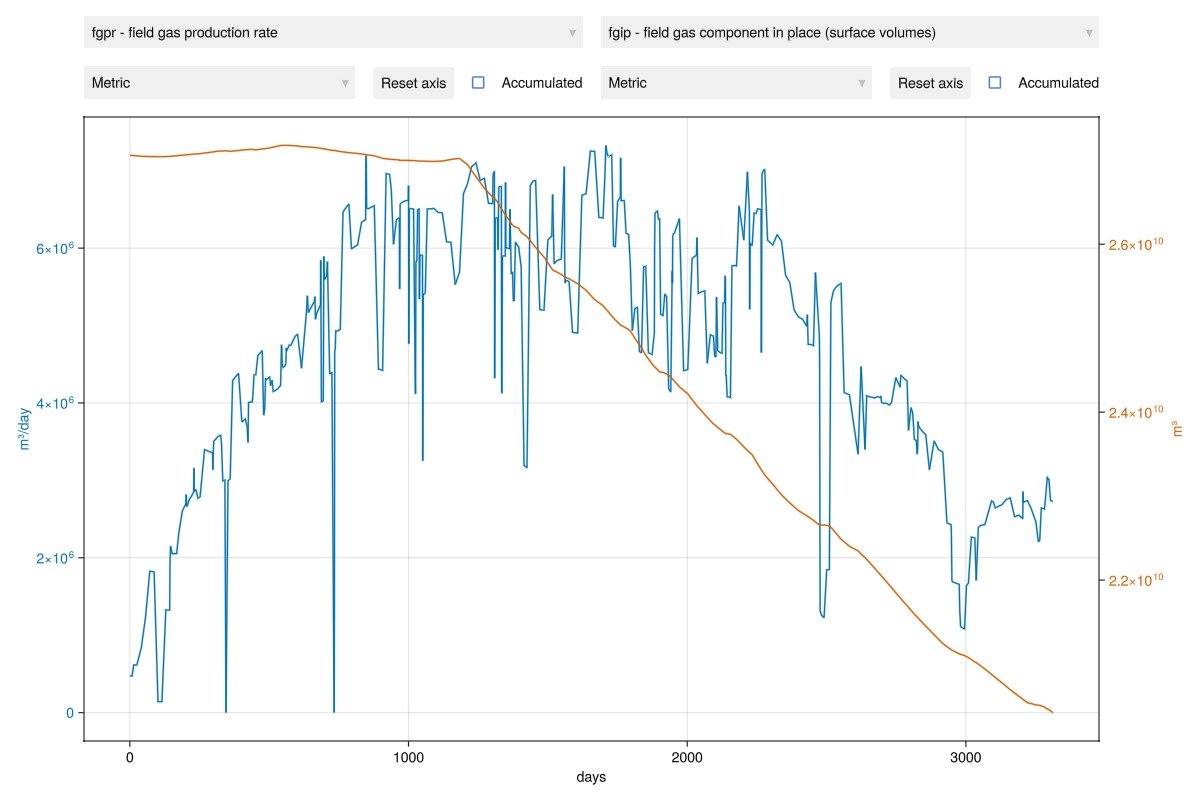 fgpr - field gas production rate ▼ fgip - field gas component in place (surface volumes) ▼
Metric ▼ Reset axis Accumulated Metric ▼ Reset axis Accumulated
6×10⁶
4×10⁶
2×10⁶
0
m³/day
2.6×10¹⁰
2.4×10¹⁰
2.2×10¹⁰
m³
0 1000 2000 3000
days